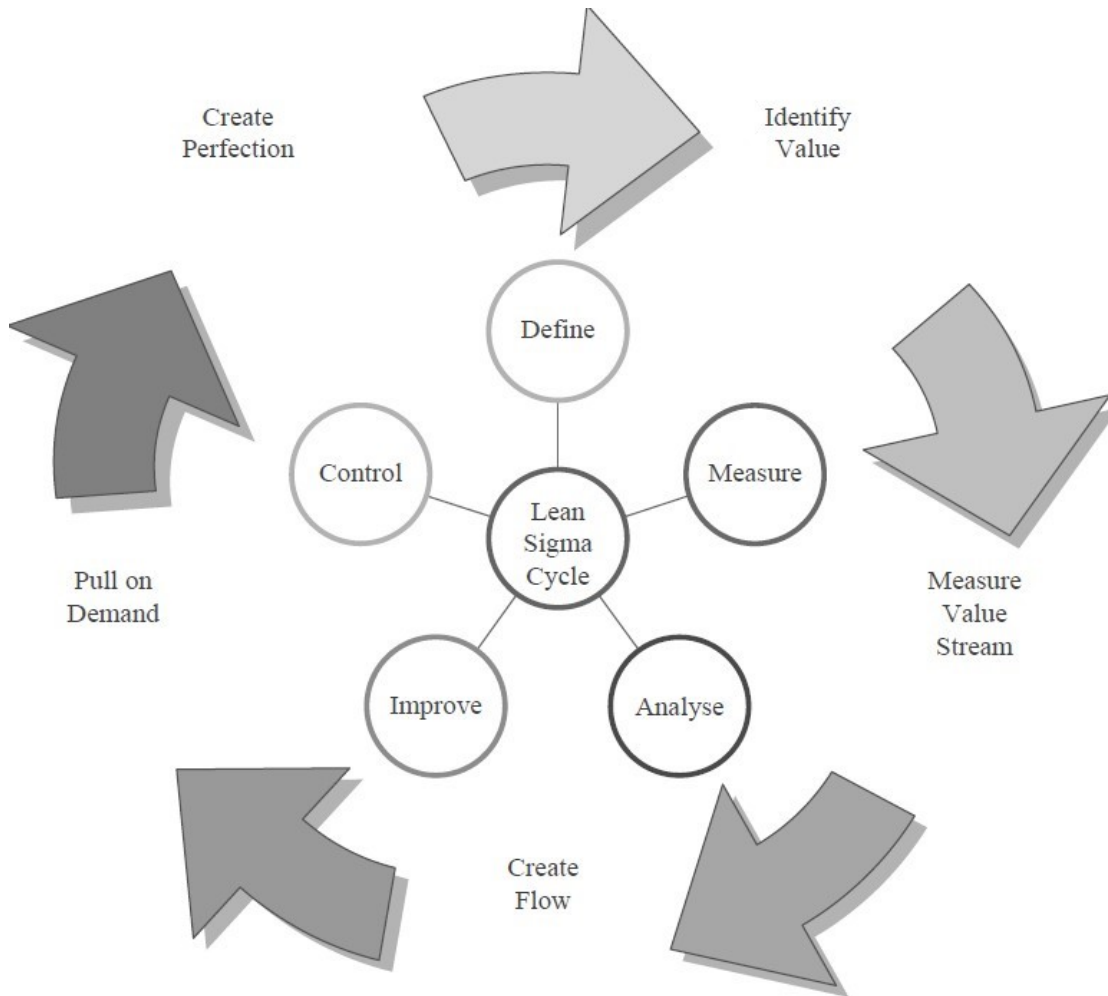 Create
Perfection
Identify
Value
Define
Control
Measure
Lean
Sigma
Cycle
Pull on
Demand
Measure
Value
Stream
Improve
Analyse
Create
Flow